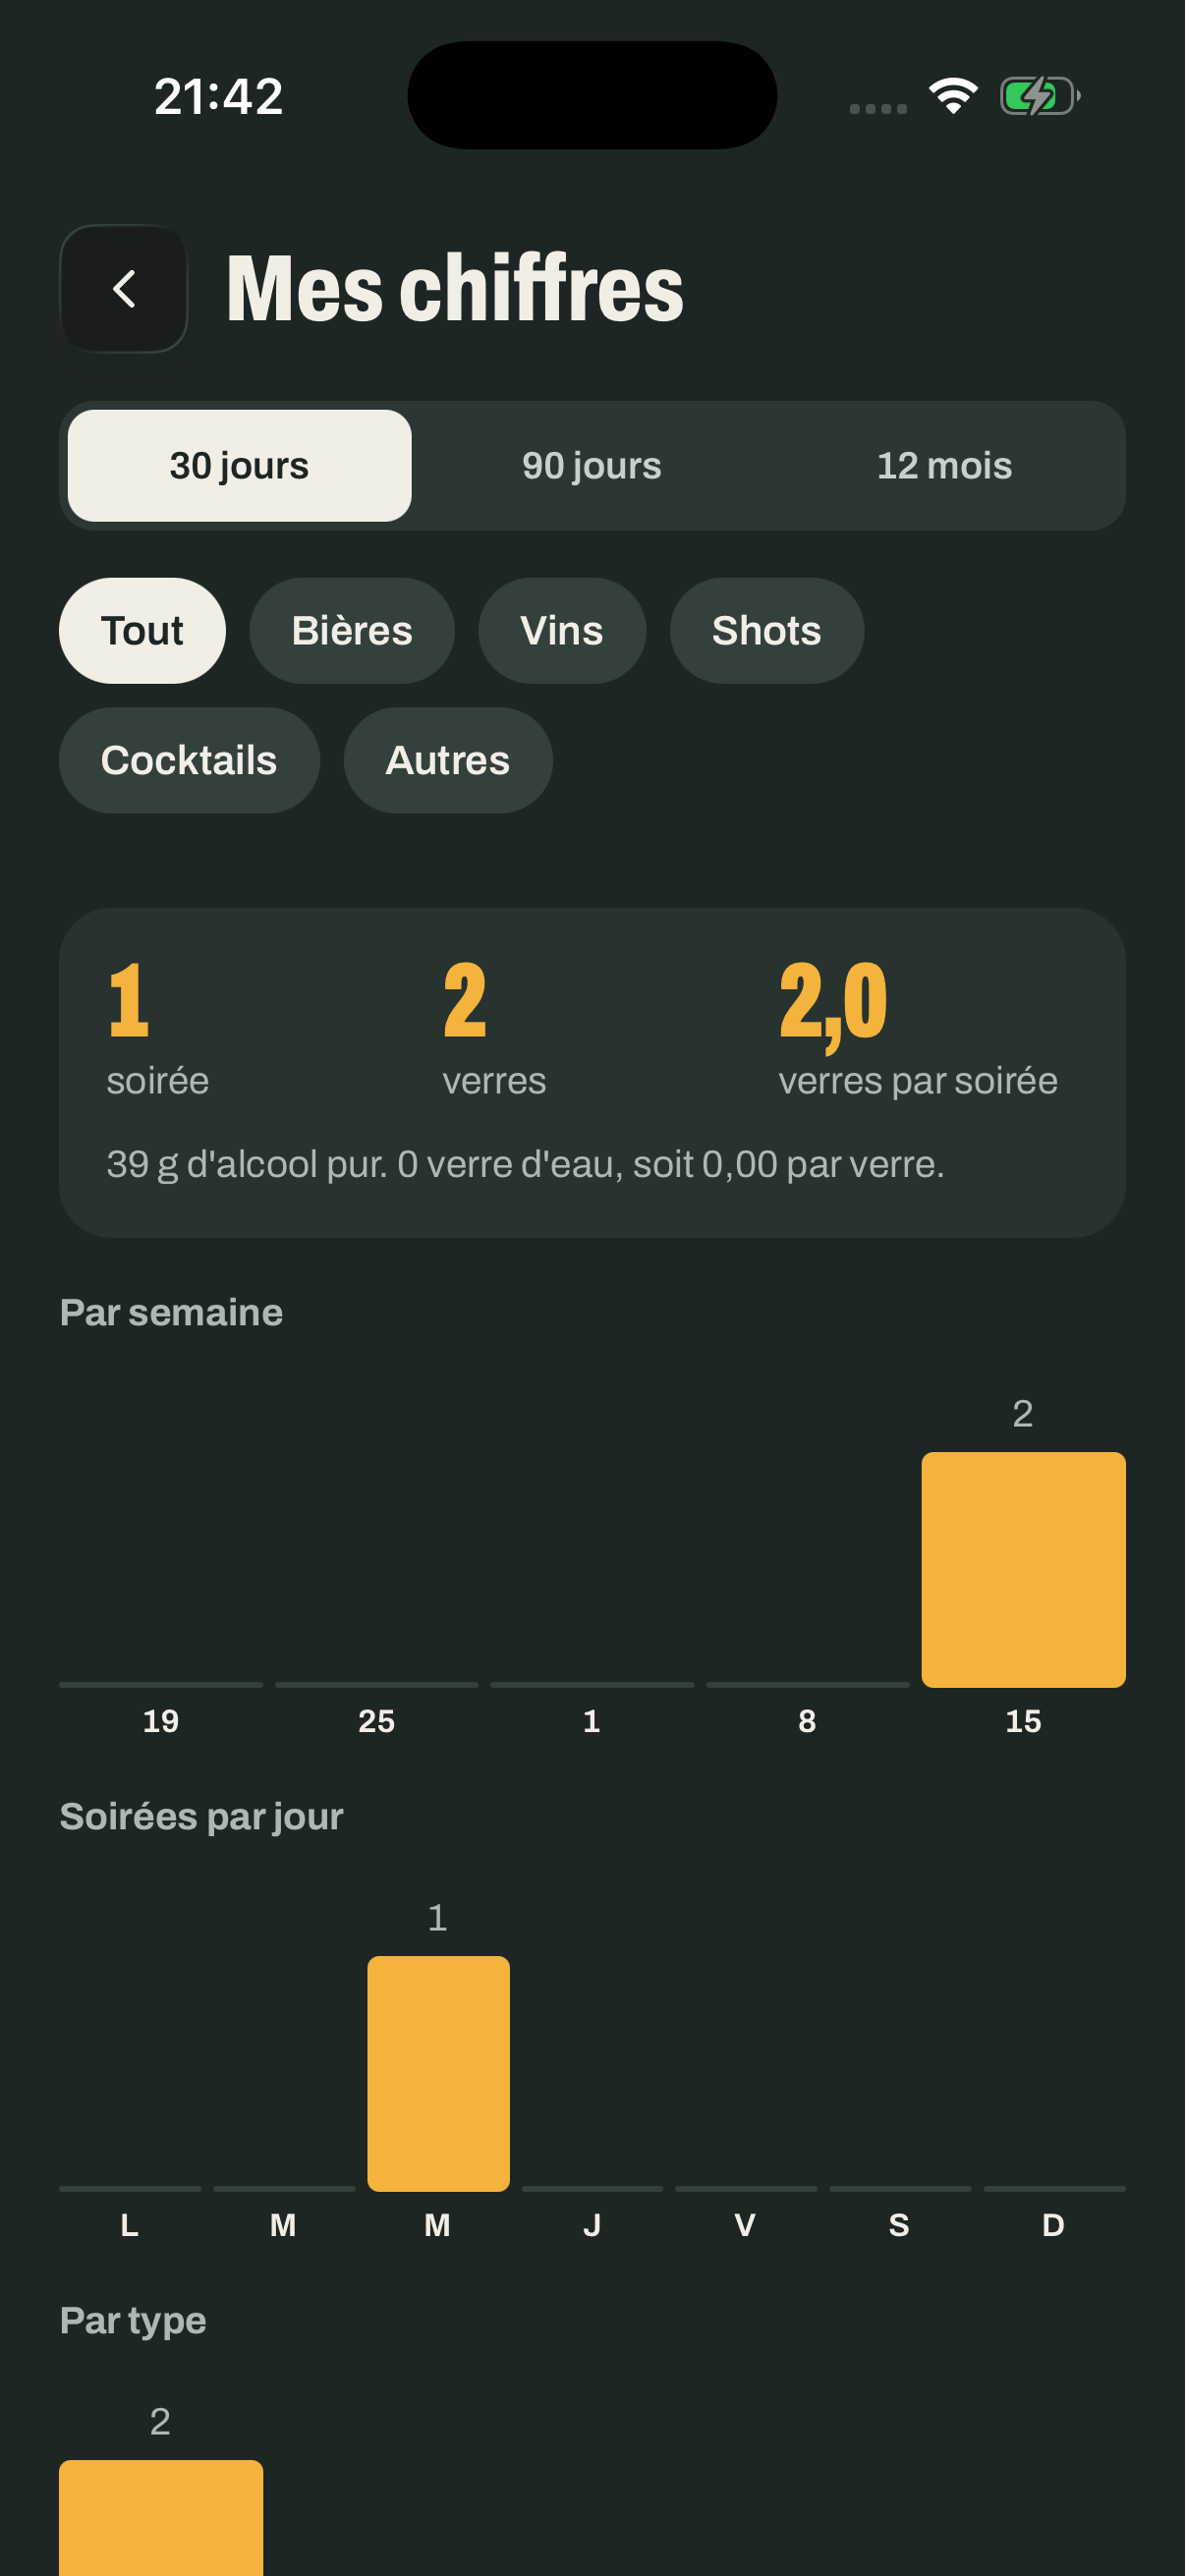 21:42
Mes chiffres
30 jours 90 jours 12 mois
Tout Bières Vins Shots
Cocktails Autres
1 2 2,0
soirée verres verres par soirée
39 g d'alcool pur. 0 verre d'eau, soit 0,00 par verre.
Par semaine
2
19 25 1 8 15
Soirées par jour
1
L M M J V S D
Par type
2